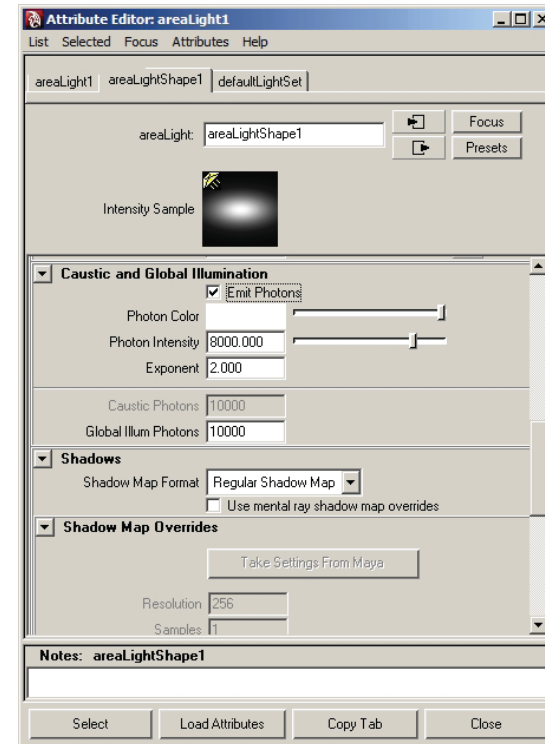 Attribute Editor: areaLight1
List Selected Focus Attributes Help
areaLight1 areaLightShape1 defaultLightSet
areaLight: areaLightShape1 Focus
Presets
Intensity Sample
Caustic and Global Illumination
Emit Photons
Photon Color
Photon Intensity 8000.000
Exponent 2.000
Caustic Photons 10000
Global Illum Photons 10000
Shadows
Shadow Map Format Regular Shadow Map
Use mental ray shadow map overrides
Shadow Map Overrides
Take Settings From Maya
Resolution 256
Samples 1
Notes: areaLightShape1
Select Load Attributes Copy Tab Close